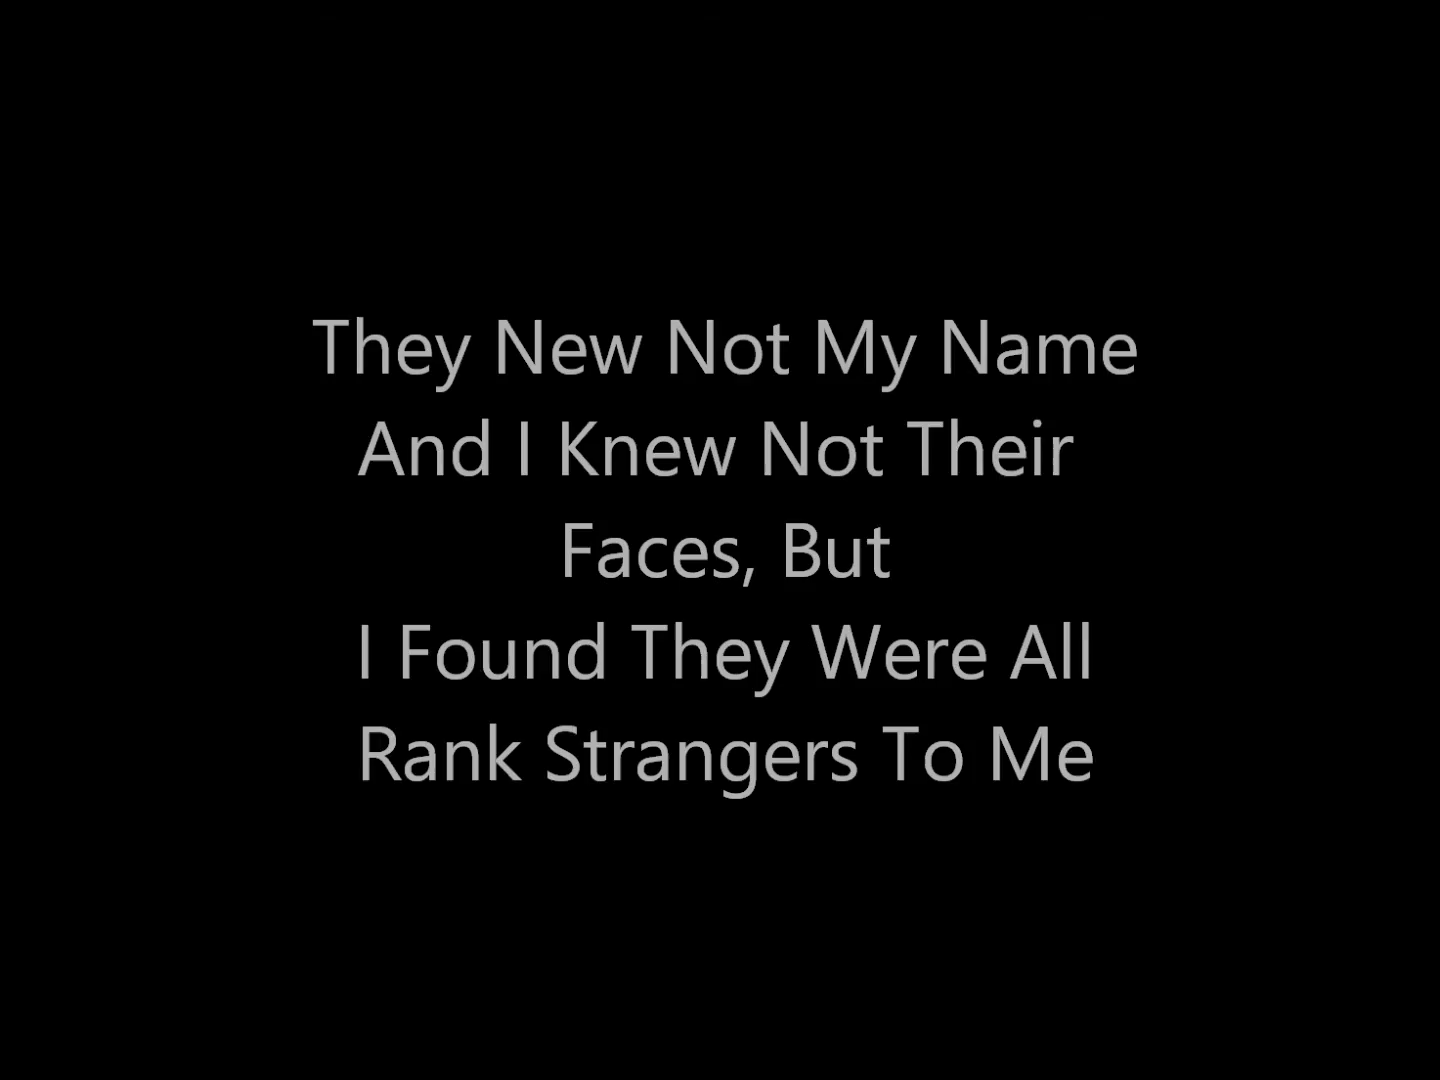 They New Not My Name
And I Knew Not Their
Faces, But
I Found They Were All
Rank Strangers To Me